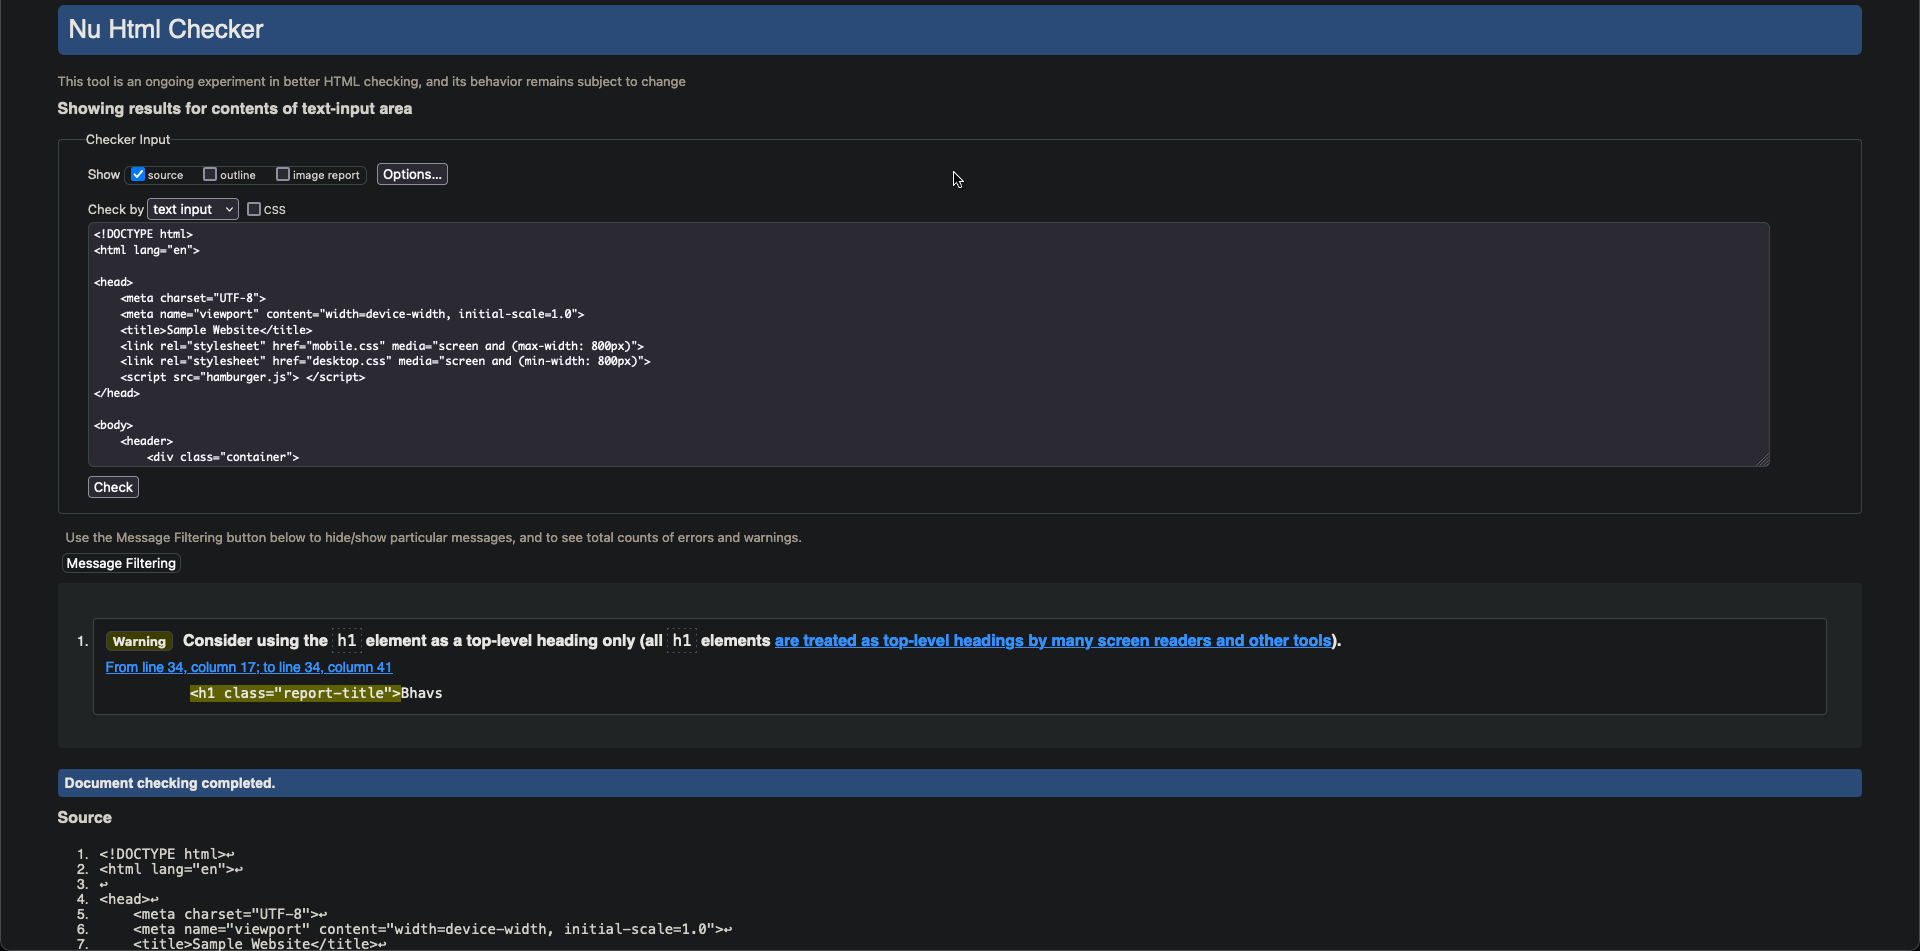 Nu Html Checker
This tool is an ongoing experiment in better HTML checking, and its behavior remains subject to change
Showing results for contents of text-input area
Checker Input
Show source outline image report Options...
Check by text input css
<!DOCTYPE html>
<html lang="en">
<head>
    <meta charset="UTF-8">
    <meta name="viewport" content="width=device-width, initial-scale=1.0">
    <title>Sample Website</title>
    <link rel="stylesheet" href="mobile.css" media="screen and (max-width: 800px)">
    <link rel="stylesheet" href="desktop.css" media="screen and (min-width: 800px)">
    <script src="hamburger.js"> </script>
</head>
<body>
    <header>
        <div class="container">
Check
Use the Message Filtering button below to hide/show particular messages, and to see total counts of errors and warnings.
Message Filtering
1. Warning Consider using the h1 element as a top-level heading only (all h1 elements are treated as top-level headings by many screen readers and other tools).
From line 34, column 17; to line 34, column 41
<h1 class="report-title">Bhavs
Document checking completed.
Source
1. <!DOCTYPE html>↩
2. <html lang="en">↩
3. ↩
4. <head>↩
5.     <meta charset="UTF-8">↩
6.     <meta name="viewport" content="width=device-width, initial-scale=1.0">↩
7.     <title>Sample Website</title>↩